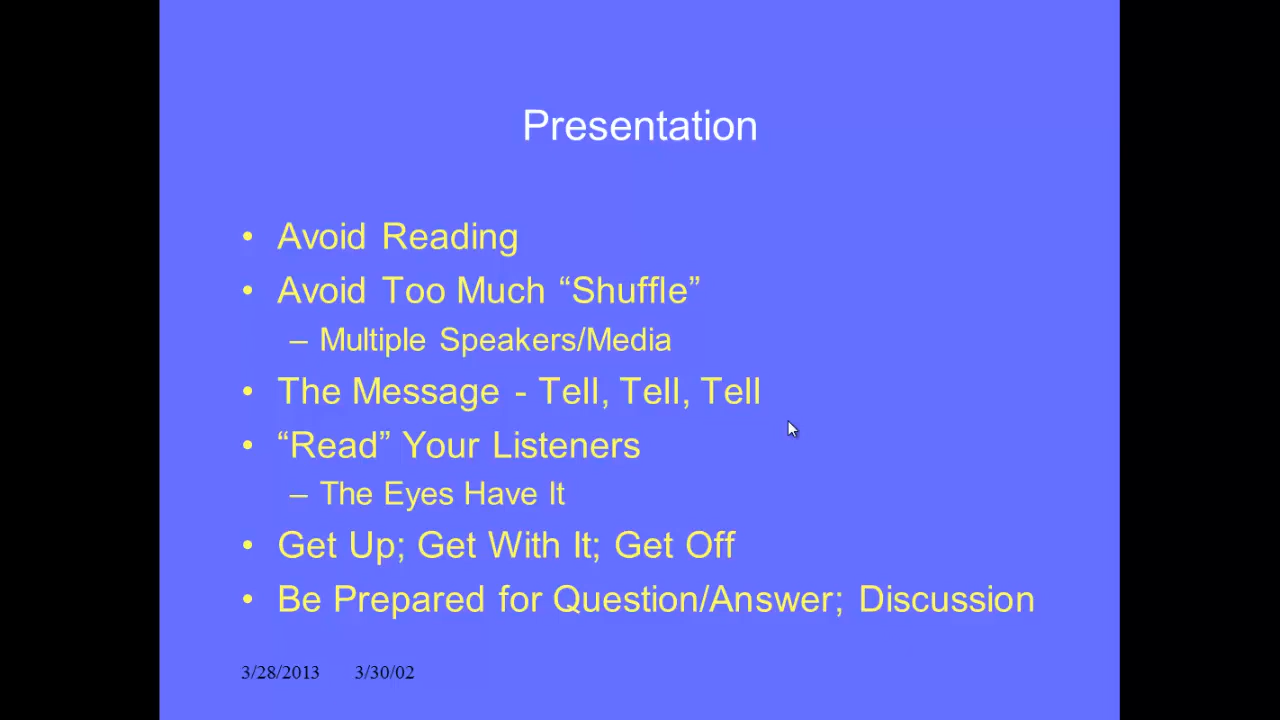 Presentation
• Avoid Reading
• Avoid Too Much “Shuffle”
– Multiple Speakers/Media
• The Message - Tell, Tell, Tell
• “Read” Your Listeners
– The Eyes Have It
• Get Up; Get With It; Get Off
• Be Prepared for Question/Answer; Discussion
3/28/2013 3/30/02